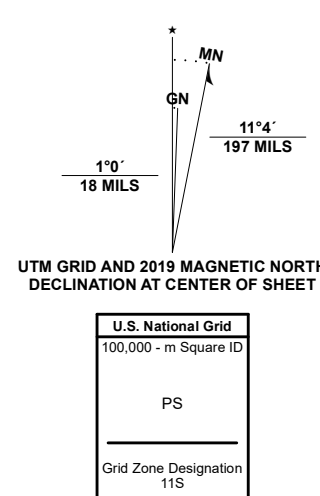 ★
MN
GN
11°4´
197 MILS
1°0´
18 MILS
UTM GRID AND 2019 MAGNETIC NORTH
DECLINATION AT CENTER OF SHEET
U.S. National Grid
100,000 - m Square ID
PS
Grid Zone Designation
11S